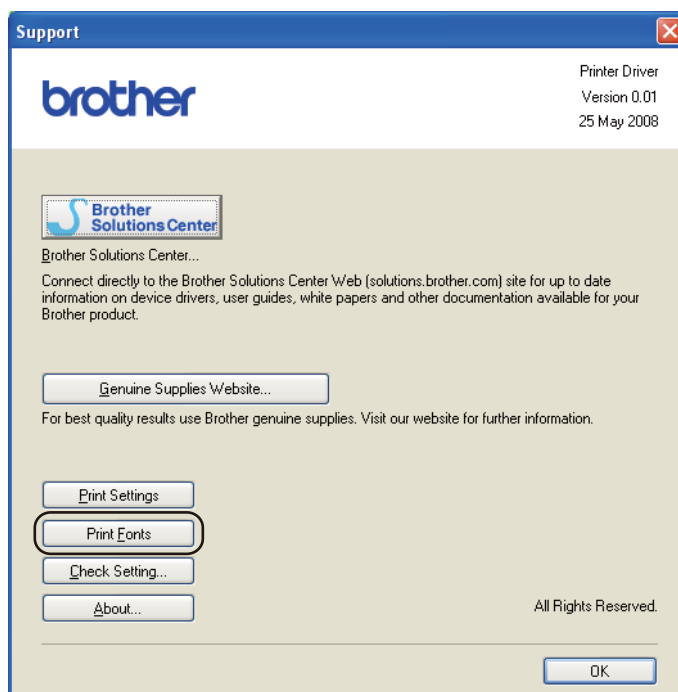 Support
brother
Printer Driver
Version 0.01
25 May 2008
Brother
Solutions Center
Brother Solutions Center...
Connect directly to the Brother Solutions Center Web (solutions.brother.com) site for up to date
information on device drivers, user guides, white papers and other documentation available for your
Brother product.
Genuine Supplies Website...
For best quality results use Brother genuine supplies. Visit our website for further information.
Print Settings
Print Fonts
Check Setting...
About...
All Rights Reserved.
OK